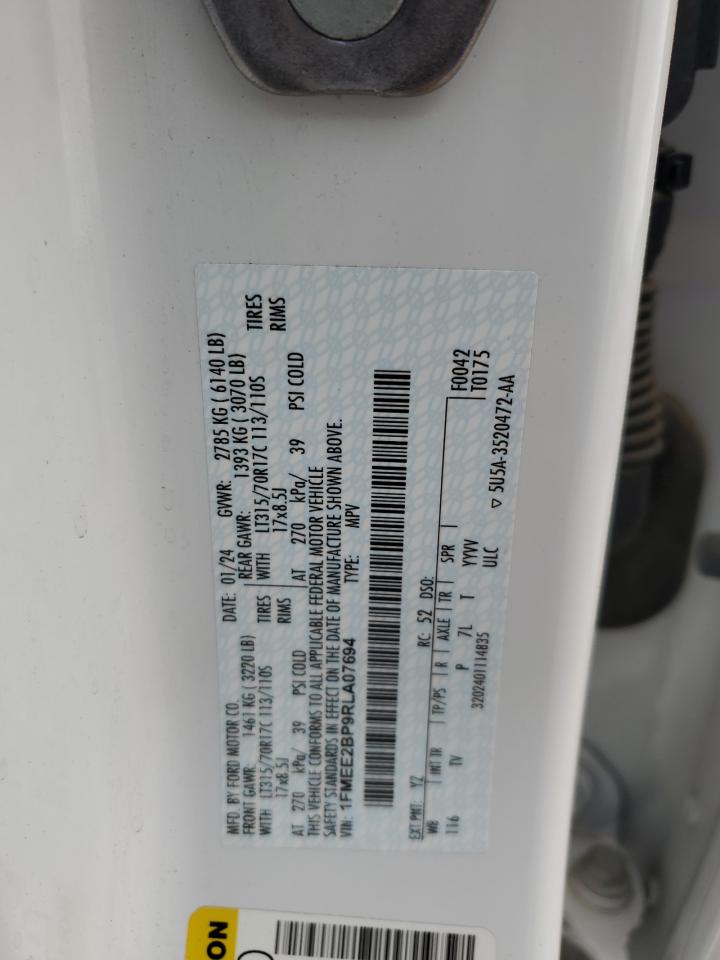 MFD. BY FORD MOTOR CO.
DATE: 01/24 GVWR: 2785 KG ( 6140 LB)
FRONT GAWR: 1461 KG ( 3220 LB) REAR GAWR: 1393 KG ( 3070 LB)
WITH LT315/70R17C 113/110S TIRES WITH LT315/70R17C 113/110S TIRES
17x8.5J RIMS 17x8.5J RIMS
AT 270 kPa/ 39 PSI COLD AT 270 kPa/ 39 PSI COLD
THIS VEHICLE CONFORMS TO ALL APPLICABLE FEDERAL MOTOR VEHICLE
SAFETY STANDARDS IN EFFECT ON THE DATE OF MANUFACTURE SHOWN ABOVE.
VIN: 1FMEE2BP9RLA07694 TYPE: MPV
EXT PNT: YZ RC: 52 DSO: F0042
WB INT TR TP/PS R AXLE TR SPR T0175
116 TV P 7L T YYVV
3202401114835 ULC
▽ 5U5A-3520472-AA
ON